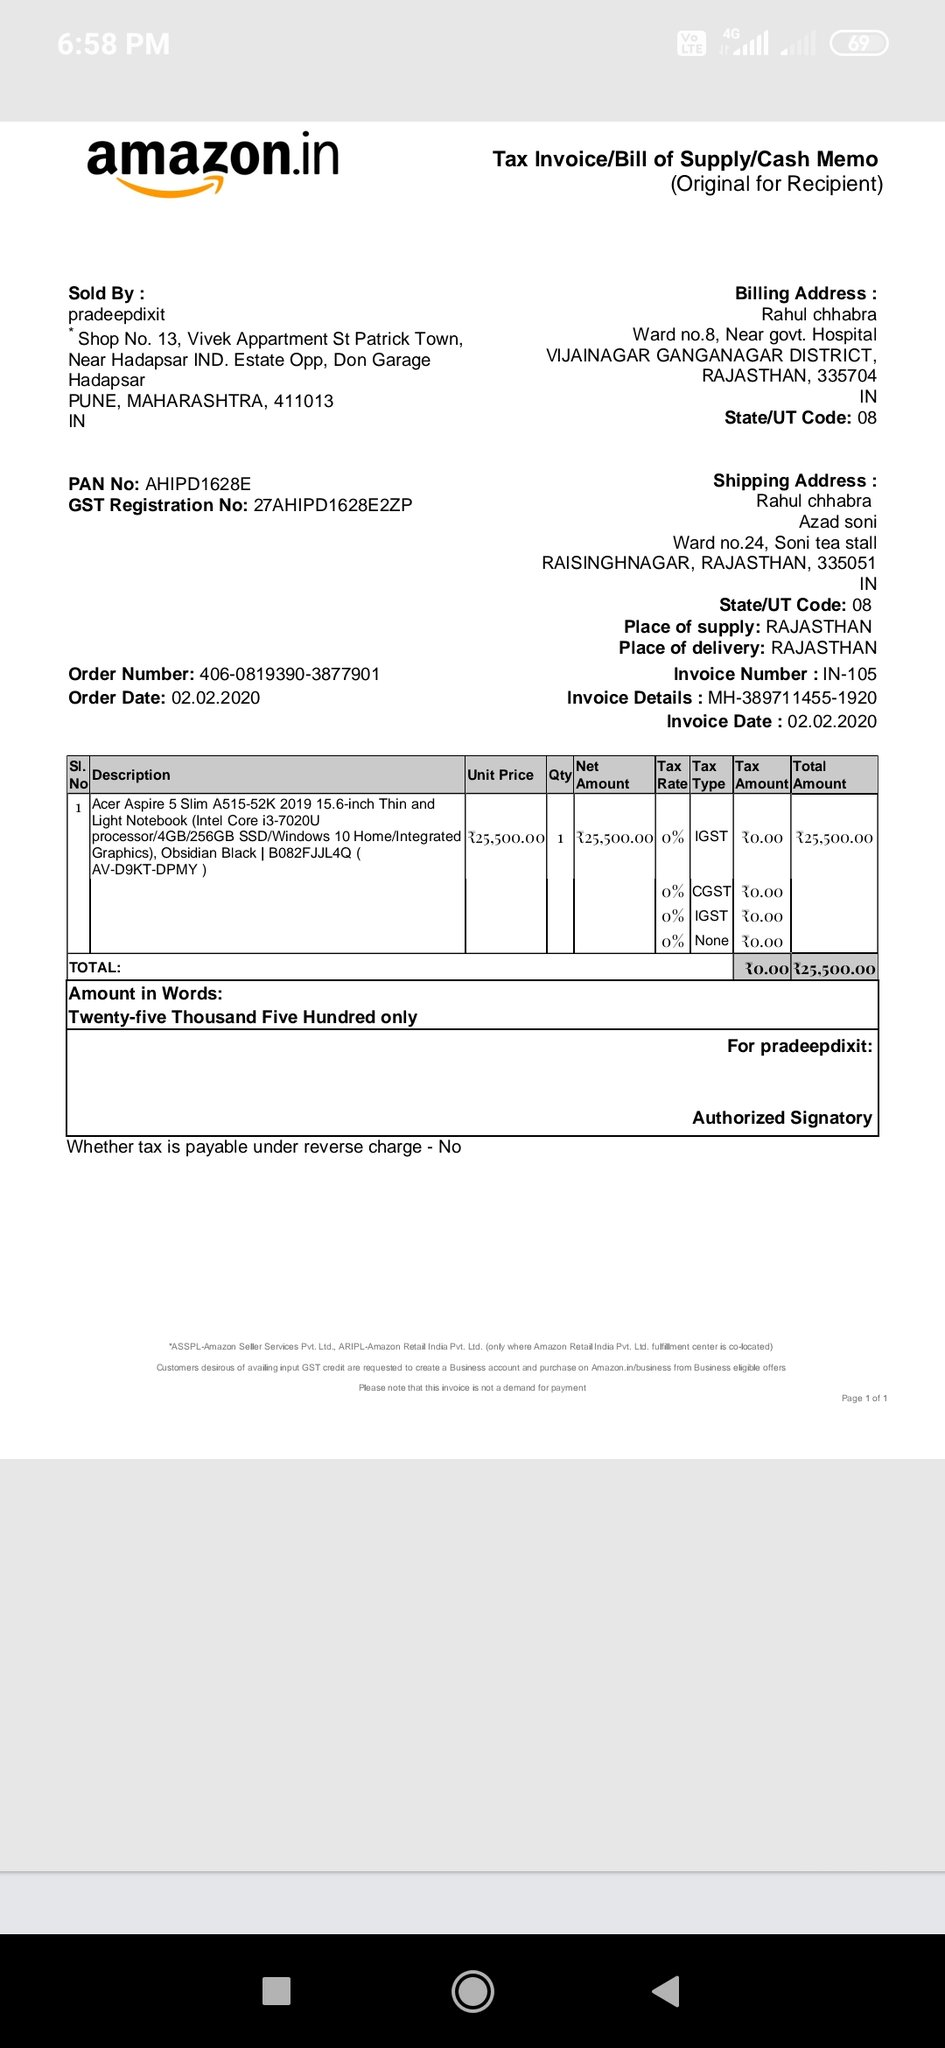 6:58 PM
Vo LTE 4G 69
amazon.in
Tax Invoice/Bill of Supply/Cash Memo
(Original for Recipient)
Sold By :
pradeepdixit
* Shop No. 13, Vivek Appartment St Patrick Town,
Near Hadapsar IND. Estate Opp, Don Garage
Hadapsar
PUNE, MAHARASHTRA, 411013
IN
Billing Address :
Rahul chhabra
Ward no.8, Near govt. Hospital
VIJAINAGAR GANGANAGAR DISTRICT,
RAJASTHAN, 335704
IN
State/UT Code: 08
PAN No: AHIPD1628E
GST Registration No: 27AHIPD1628E2ZP
Shipping Address :
Rahul chhabra
Azad soni
Ward no.24, Soni tea stall
RAISINGHNAGAR, RAJASTHAN, 335051
IN
State/UT Code: 08
Place of supply: RAJASTHAN
Place of delivery: RAJASTHAN
Order Number: 406-0819390-3877901
Order Date: 02.02.2020
Invoice Number : IN-105
Invoice Details : MH-389711455-1920
Invoice Date : 02.02.2020
Sl. No Description Unit Price Qty Net Amount Tax Rate Tax Type Tax Amount Total Amount
1 Acer Aspire 5 Slim A515-52K 2019 15.6-inch Thin and
Light Notebook (Intel Core i3-7020U
processor/4GB/256GB SSD/Windows 10 Home/Integrated
Graphics), Obsidian Black | B082FJJL4Q (
AV-D9KT-DPMY )
₹25,500.00 1 ₹25,500.00 0% IGST ₹0.00 ₹25,500.00
0% CGST ₹0.00
0% IGST ₹0.00
0% None ₹0.00
TOTAL: ₹0.00 ₹25,500.00
Amount in Words:
Twenty-five Thousand Five Hundred only
For pradeepdixit:
Authorized Signatory
Whether tax is payable under reverse charge - No
*ASSPL-Amazon Seller Services Pvt. Ltd., ARIPL-Amazon Retail India Pvt. Ltd. (only where Amazon Retail India Pvt. Ltd. fulfillment center is co-located)
Customers desirous of availing input GST credit are requested to create a Business account and purchase on Amazon.in/business from Business eligible offers
Please note that this invoice is not a demand for payment
Page 1 of 1